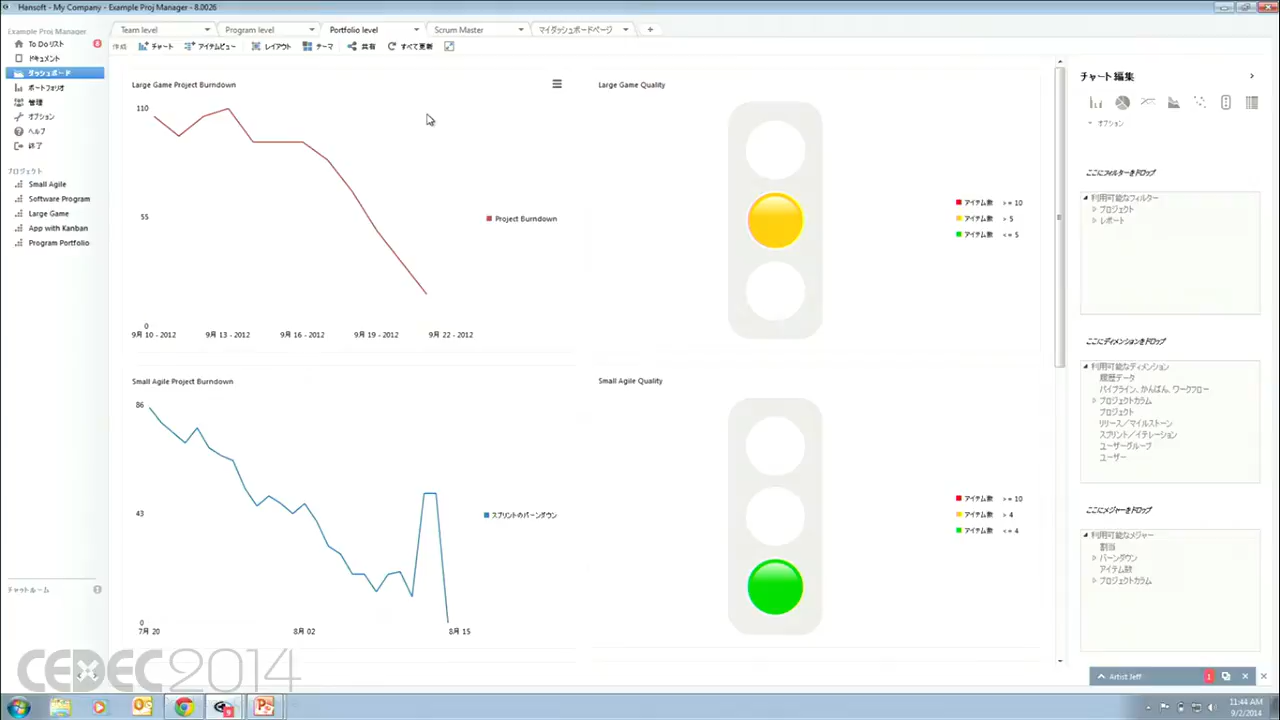 Hansoft - My Company - Example Proj Manager - 8.0026
Example Proj Manager
To Do リスト
8
ドキュメント
ダッシュボード
ポートフォリオ
管理
オプション
ヘルプ
終了
プロジェクト
Small Agile
Software Program
Large Game
App with Kanban
Program Portfolio
チャットルーム
Team level
Program level
Portfolio level
Scrum Master
マイダッシュボードページ
+
作成
チャート
アイテムビュー
レイアウト
テーマ
共有
すべて更新
Large Game Project Burndown
110
55
0
9月 10 - 2012
9月 13 - 2012
9月 16 - 2012
9月 19 - 2012
9月 22 - 2012
Project Burndown
Large Game Quality
アイテム数 >= 10
アイテム数 > 5
アイテム数 <= 5
Small Agile Project Burndown
86
43
0
7月 20
8月 02
8月 15
スプリントのバーンダウン
Small Agile Quality
アイテム数 >= 10
アイテム数 > 4
アイテム数 <= 4
チャート 編集
オプション
ここにフィルターをドロップ
利用可能なフィルター
プロジェクト
レポート
ここにディメンションをドロップ
利用可能なディメンション
履歴データ
パイプライン、かんばん、ワークフロー
プロジェクトカラム
プロジェクト
リリース／マイルストーン
スプリント／イテレーション
ユーザーグループ
ユーザー
ここにメジャーをドロップ
利用可能なメジャー
割当
バーンダウン
アイテム数
プロジェクトカラム
Artist Jeff
1
CEDEC2014
11:44 AM
9/2/2014